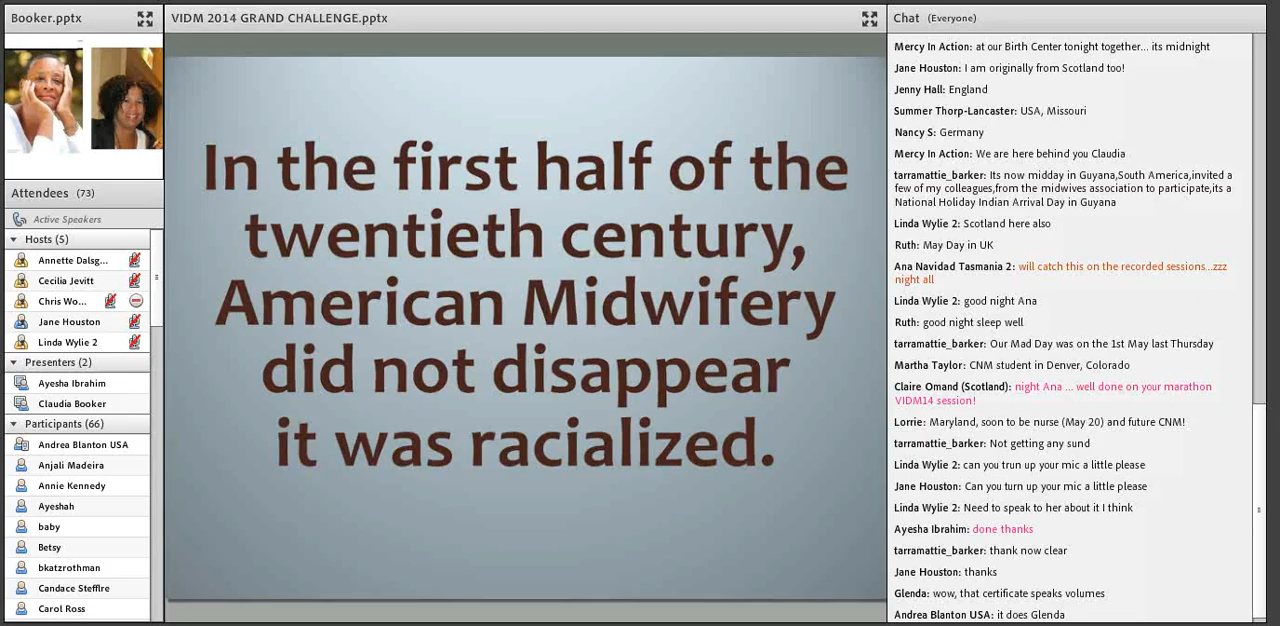 Booker.pptx
Attendees (73)
Active Speakers
Hosts (5)
Annette Dalsg...
Cecilia Jevitt
Chris Wo...
Jane Houston
Linda Wylie 2
Presenters (2)
Ayesha Ibrahim
Claudia Booker
Participants (66)
Andrea Blanton USA
Anjali Madeira
Annie Kennedy
Ayeshah
baby
Betsy
bkatzrothman
Candace Steffire
Carol Ross
VIDM 2014 GRAND CHALLENGE.pptx
In the first half of the
twentieth century,
American Midwifery
did not disappear
it was racialized.
Chat (Everyone)
Mercy In Action: at our Birth Center tonight together... its midnight
Jane Houston: I am originally from Scotland too!
Jenny Hall: England
Summer Thorp-Lancaster: USA, Missouri
Nancy S: Germany
Mercy In Action: We are here behind you Claudia
tarramattie_barker: Its now midday in Guyana,South America,invited a
few of my colleagues,from the midwives association to participate,its a
National Holiday Indian Arrival Day in Guyana
Linda Wylie 2: Scotland here also
Ruth: May Day in UK
Ana Navidad Tasmania 2: will catch this on the recorded sessions...zzz
night all
Linda Wylie 2: good night Ana
Ruth: good night sleep well
tarramattie_barker: Our Mad Day was on the 1st May last Thursday
Martha Taylor: CNM student in Denver, Colorado
Claire Omand (Scotland): night Ana ... well done on your marathon
VIDM14 session!
Lorrie: Maryland, soon to be nurse (May 20) and future CNM!
tarramattie_barker: Not getting any sund
Linda Wylie 2: can you trun up your mic a little please
Jane Houston: Can you turn up your mic a little please
Linda Wylie 2: Need to speak to her about it I think
Ayesha Ibrahim: done thanks
tarramattie_barker: thank now clear
Jane Houston: thanks
Glenda: wow, that certificate speaks volumes
Andrea Blanton USA: it does Glenda